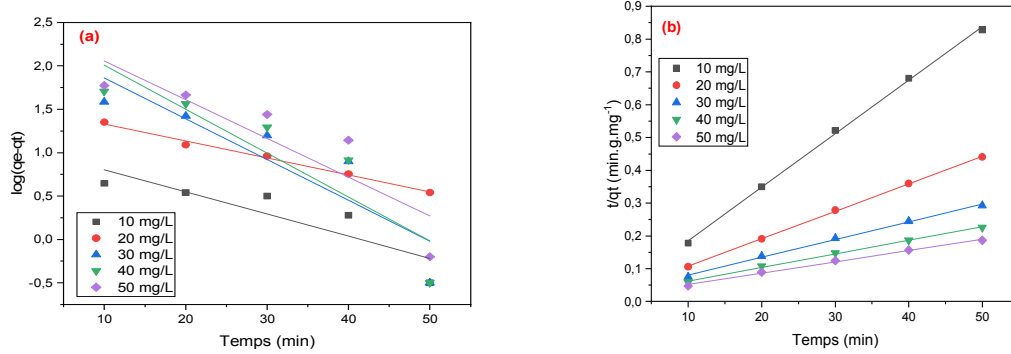 (a)
log(qe-qt)
2,5
2,0
1,5
1,0
0,5
0,0
-0,5
10 mg/L
20 mg/L
30 mg/L
40 mg/L
50 mg/L
10 20 30 40 50
Temps (min)
(b)
t/qt (min.g.mg⁻¹)
0,9
0,8
0,7
0,6
0,5
0,4
0,3
0,2
0,1
0,0
10 mg/L
20 mg/L
30 mg/L
40 mg/L
50 mg/L
10 20 30 40 50
Temps (min)